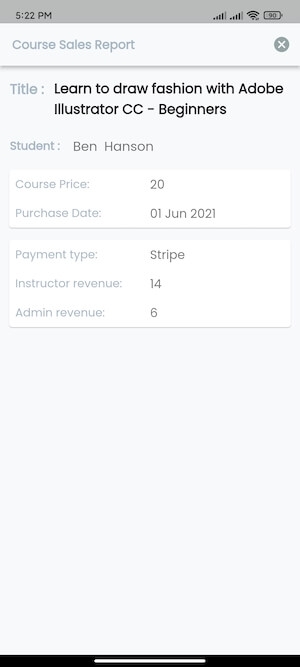 5:22 PM
90
Course Sales Report
Title : Learn to draw fashion with Adobe
Illustrator CC - Beginners
Student : Ben Hanson
Course Price: 20
Purchase Date: 01 Jun 2021
Payment type: Stripe
Instructor revenue: 14
Admin revenue: 6